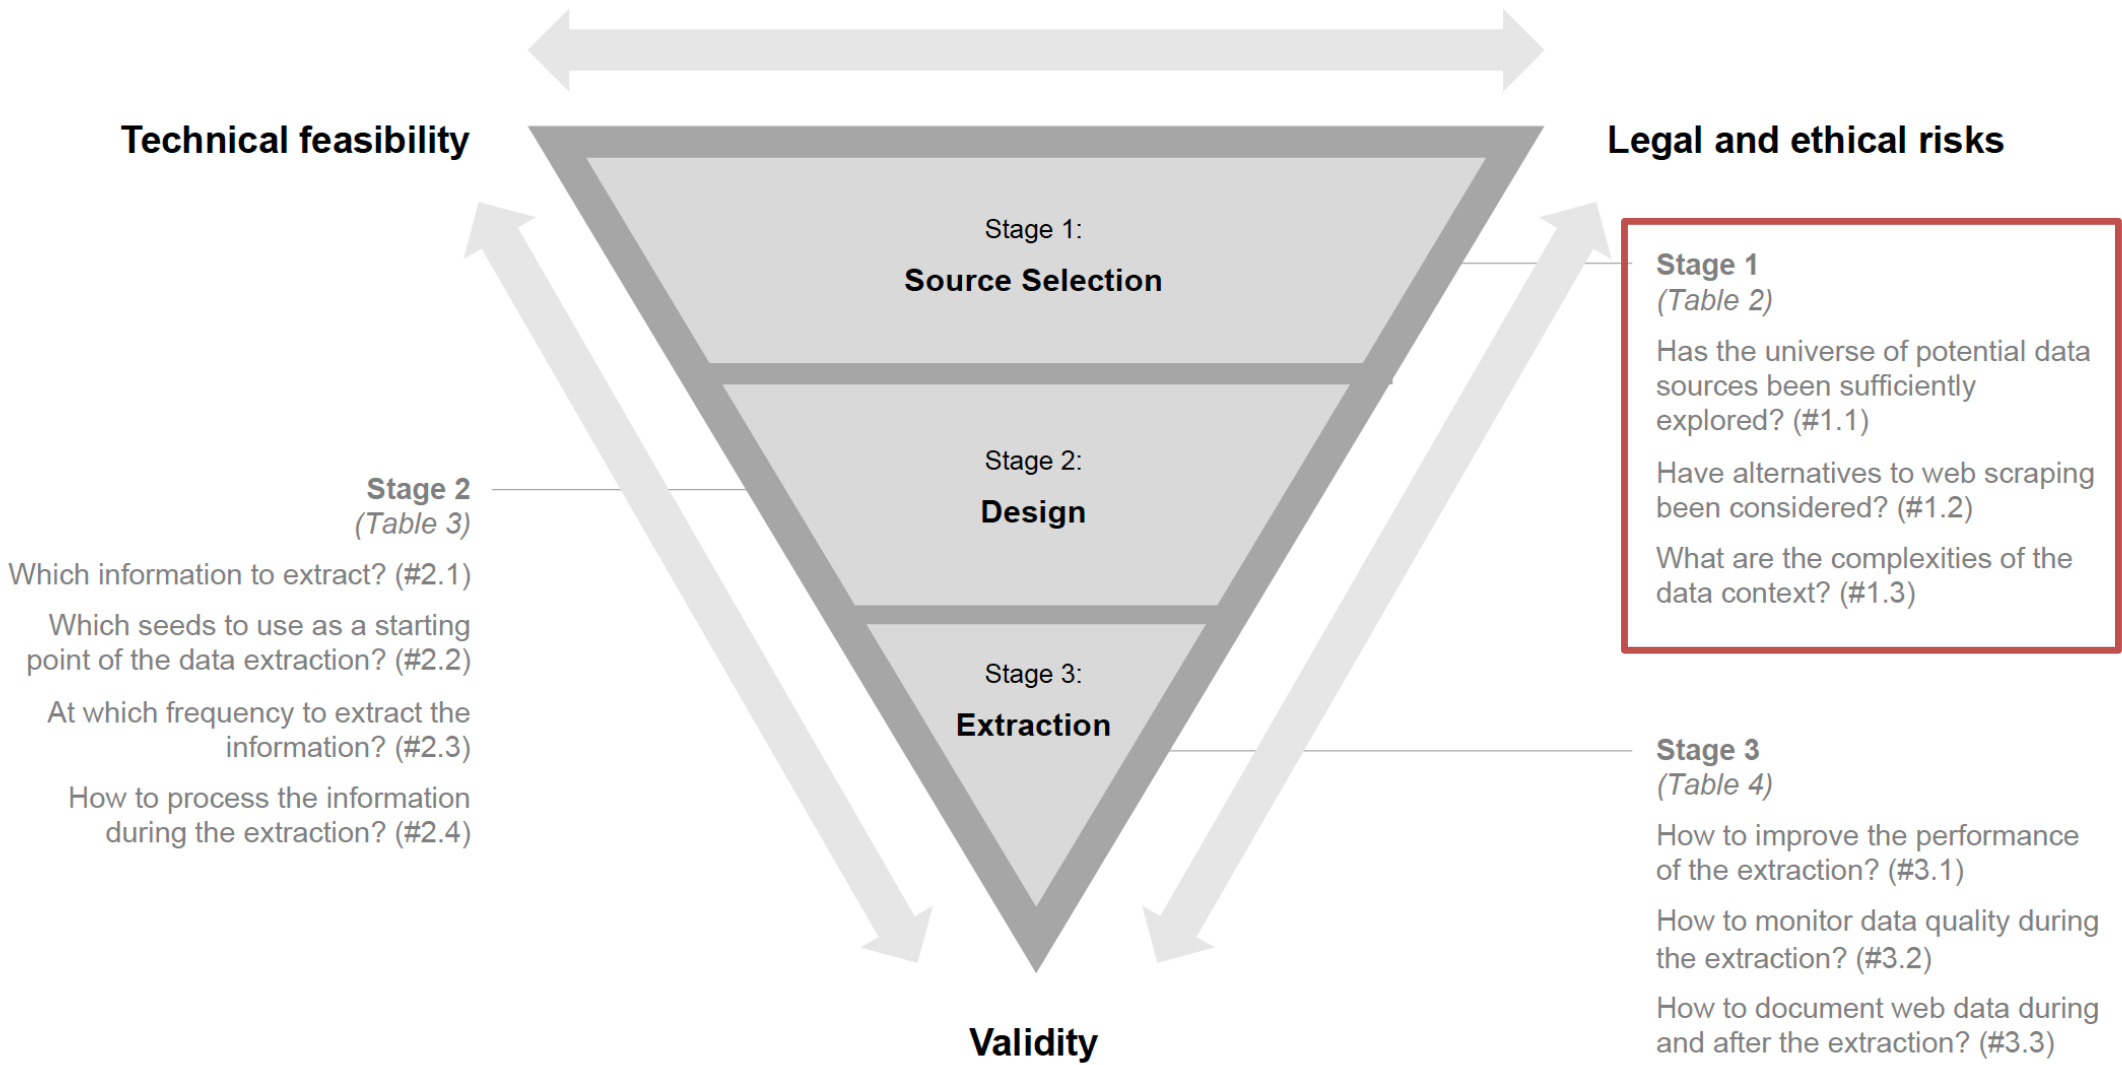 Technical feasibility
Legal and ethical risks
Stage 1:
Source Selection
Stage 2:
Design
Stage 3:
Extraction
Validity
Stage 1
(Table 2)
Has the universe of potential data
sources been sufficiently
explored? (#1.1)
Have alternatives to web scraping
been considered? (#1.2)
What are the complexities of the
data context? (#1.3)
Stage 2
(Table 3)
Which information to extract? (#2.1)
Which seeds to use as a starting
point of the data extraction? (#2.2)
At which frequency to extract the
information? (#2.3)
How to process the information
during the extraction? (#2.4)
Stage 3
(Table 4)
How to improve the performance
of the extraction? (#3.1)
How to monitor data quality during
the extraction? (#3.2)
How to document web data during
and after the extraction? (#3.3)